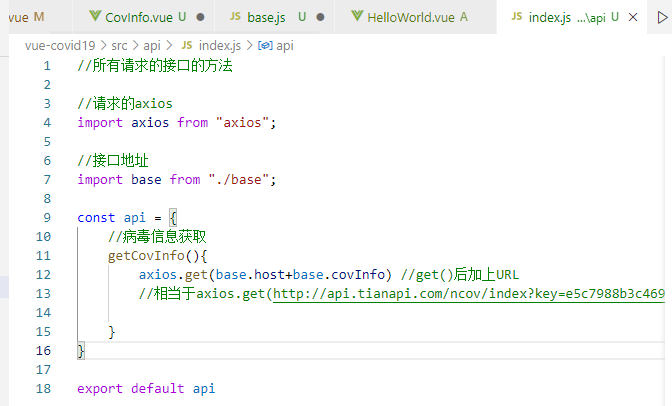 .vue M CovInfo.vue U base.js U HelloWorld.vue A JS index.js ...\api U
vue-covid19 > src > api > JS index.js > api
1 //所有请求的接口的方法
2
3 //请求的axios
4 import axios from "axios";
5
6 //接口地址
7 import base from "./base";
8
9 const api = {
10 //病毒信息获取
11 getCovInfo(){
12 axios.get(base.host+base.covInfo) //get()后加上URL
13 //相当于axios.get(http://api.tianapi.com/ncov/index?key=e5c7988b3c469
14
15 }
16 }
17
18 export default api